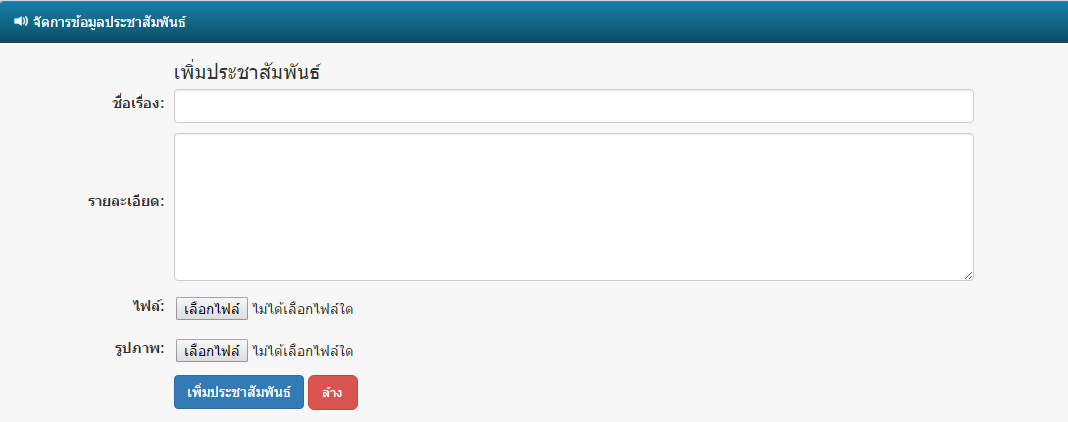 จัดการข้อมูลประชาสัมพันธ์
เพิ่มประชาสัมพันธ์
ชื่อเรื่อง:
รายละเอียด:
ไฟล์: เลือกไฟล์ ไม่ได้เลือกไฟล์ใด
รูปภาพ: เลือกไฟล์ ไม่ได้เลือกไฟล์ใด
เพิ่มประชาสัมพันธ์ ล้าง